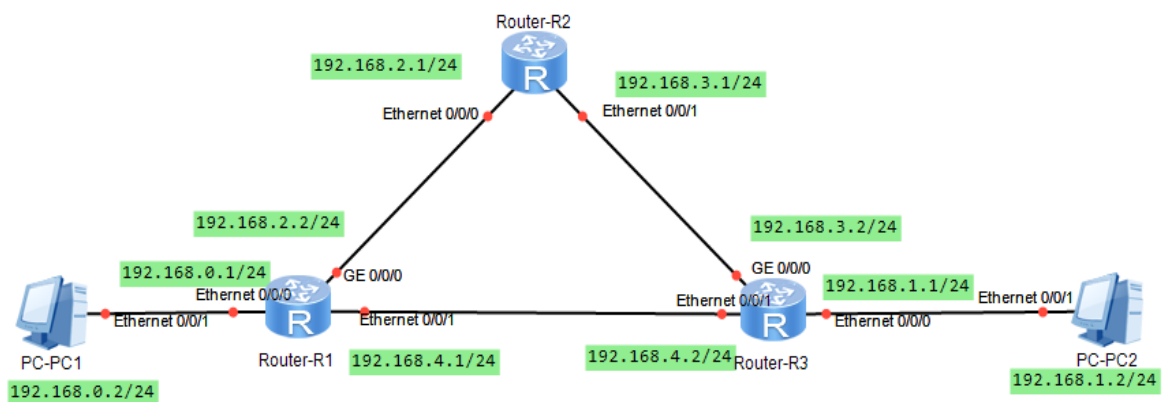 Router-R2
192.168.2.1/24
192.168.3.1/24
Ethernet 0/0/0
Ethernet 0/0/1
R
192.168.2.2/24
192.168.3.2/24
192.168.0.1/24
GE 0/0/0
GE 0/0/0
192.168.1.1/24
Ethernet 0/0/0
Ethernet 0/0/1
Ethernet 0/0/1
Ethernet 0/0/1
Ethernet 0/0/1
Ethernet 0/0/0
R
R
PC-PC1
Router-R1
192.168.4.1/24
192.168.4.2/24
Router-R3
PC-PC2
192.168.0.2/24
192.168.1.2/24